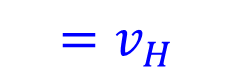 = v_H